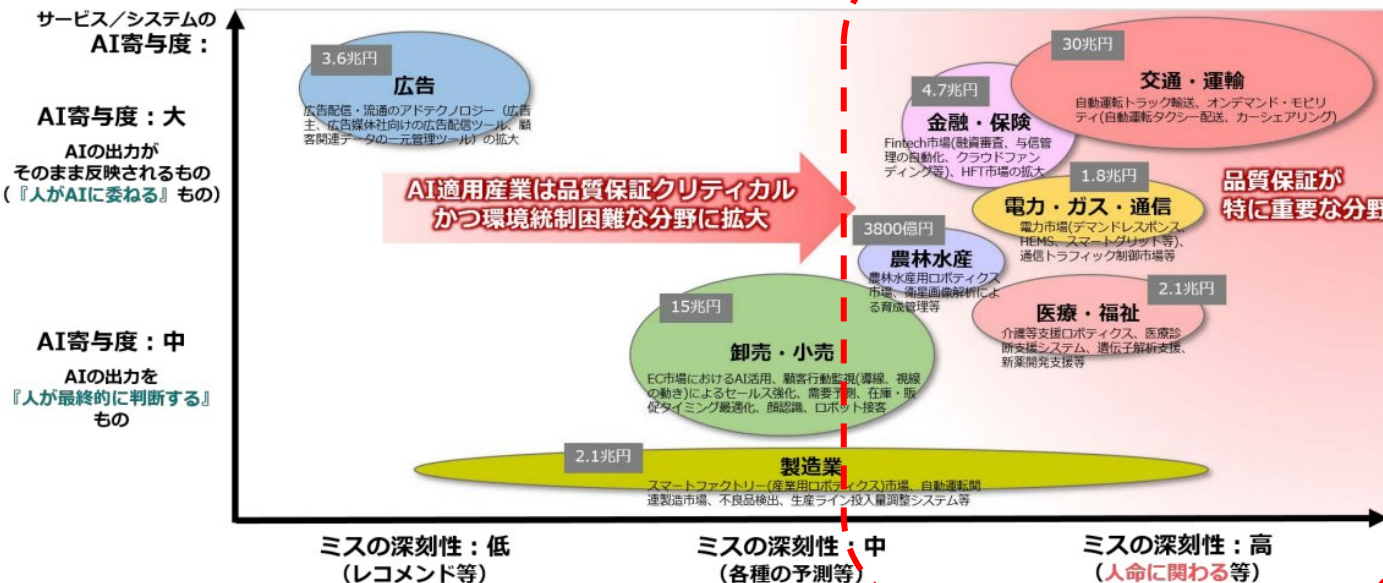 サービス／システムの
AI寄与度：
AI寄与度：大
AIの出力が
そのまま反映されるもの
（『人がAIに委ねる』もの）
AI寄与度：中
AIの出力を
『人が最終的に判断する』
もの
3.6兆円
広告
広告配信・流通のアドテクノロジー（広告
主、広告媒体社向けの広告配信ツール、顧
客関連データの一元管理ツール）の拡大
AI適用産業は品質保証クリティカル
かつ環境統制困難な分野に拡大
4.7兆円
金融・保険
Fintech市場(融資審査、与信管
理の自動化、クラウドファン
ディング等)、HFT市場の拡大
30兆円
交通・運輸
自動運転トラック輸送、オンデマンド・モビリ
ティ(自動運転タクシー配送、カーシェアリング)
1.8兆円
電力・ガス・通信
電力市場(デマンドレスポンス、
HEMS、スマートグリット等)、
通信トラフィック制御市場等
品質保証が
特に重要な分野
3800億円
農林水産
農林水産用ロボティクス
市場、衛星画像解析によ
る育成管理等
2.1兆円
医療・福祉
介護等支援ロボティクス、医療診
断支援システム、遺伝子解析支援、
新薬開発支援等
15兆円
卸売・小売
EC市場におけるAI活用、顧客行動監視(導線、視線
の動き)によるセールス強化、需要予測、在庫・販
促タイミング最適化、顔認識、ロボット接客
2.1兆円
製造業
スマートファクトリー(産業用ロボティクス)市場、自動運転関
連製造市場、不良品検出、生産ライン投入量調整システム等
ミスの深刻性：低
（レコメンド等）
ミスの深刻性：中
（各種の予測等）
ミスの深刻性：高
（人命に関わる等）